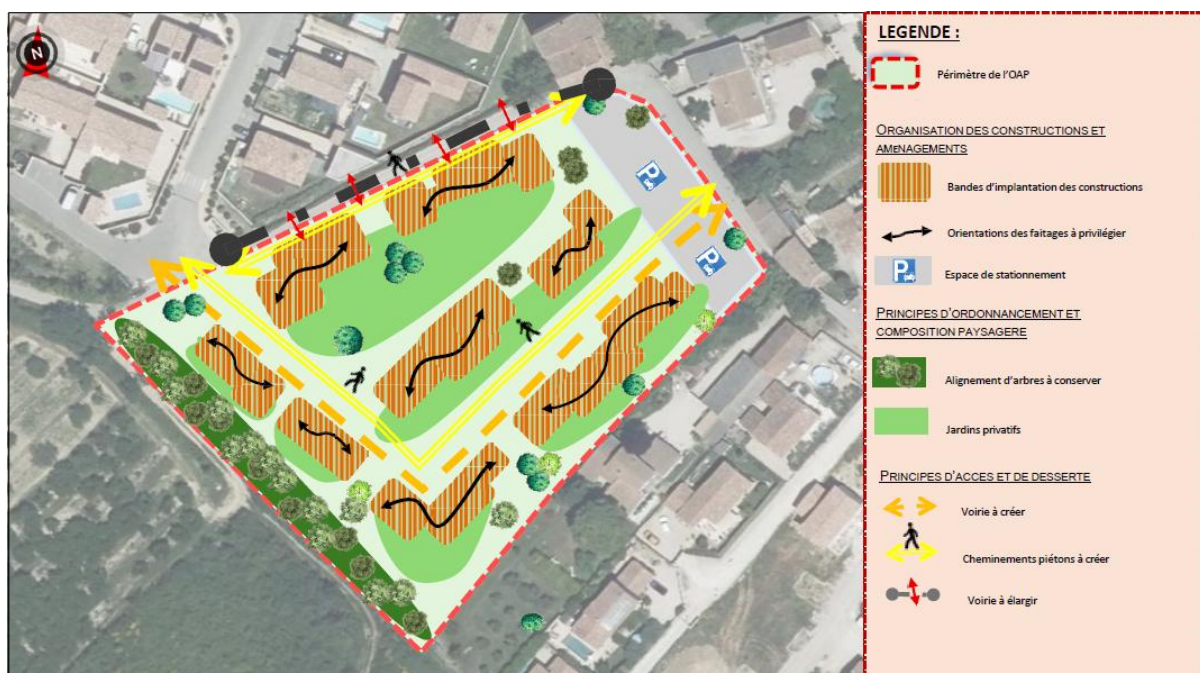 N
LEGENDE :
Périmètre de l'OAP
ORGANISATION DES CONSTRUCTIONS ET
AMENAGEMENTS
Bandes d'implantation des constructions
Orientations des faitages à privilégier
P
Espace de stationnement
PRINCIPES D'ORDONNANCEMENT ET
COMPOSITION PAYSAGERE
Alignement d'arbres à conserver
Jardins privatifs
PRINCIPES D'ACCES ET DE DESSERTE
Voirie à créer
Cheminements piétons à créer
Voirie à élargir
P
P